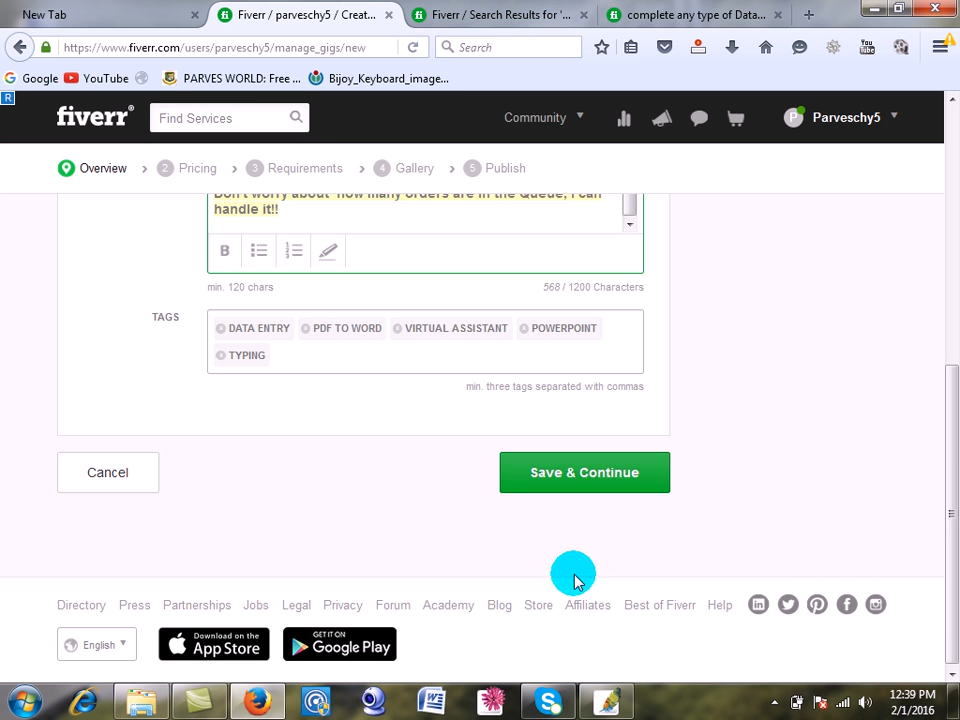 New Tab
Fiverr / parveschy5 / Creat...
Fiverr / Search Results for '...
complete any type of Data...
https://www.fiverr.com/users/parveschy5/manage_gigs/new
Search
You Tube
Google
YouTube
PARVES WORLD: Free ...
Bijoy_Keyboard_image...
R
fiverr®
Find Services
Community
P
Parveschy5
Overview
2 Pricing
3 Requirements
4 Gallery
5 Publish
Don't worry about how many orders are in the Queue, I can
handle it!!
B
min. 120 chars
568 / 1200 Characters
TAGS
DATA ENTRY
PDF TO WORD
VIRTUAL ASSISTANT
POWERPOINT
TYPING
min. three tags separated with commas
Cancel
Save & Continue
Directory
Press
Partnerships
Jobs
Legal
Privacy
Forum
Academy
Blog
Store
Affiliates
Best of Fiverr
Help
English
Download on the
App Store
GET IT ON
Google Play
12:39 PM
2/1/2016